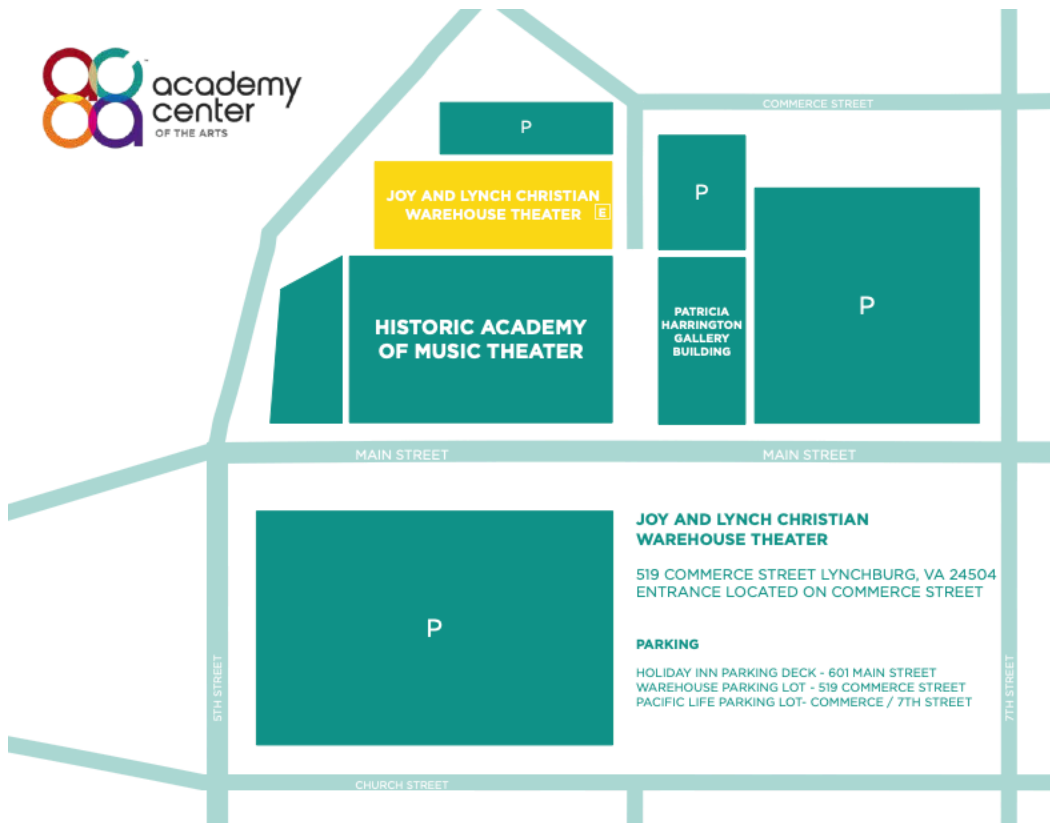 academy
center
OF THE ARTS
COMMERCE STREET
P
P
JOY AND LYNCH CHRISTIAN
WAREHOUSE THEATER E
P
HISTORIC ACADEMY
OF MUSIC THEATER
PATRICIA
HARRINGTON
GALLERY
BUILDING
MAIN STREET
MAIN STREET
P
JOY AND LYNCH CHRISTIAN
WAREHOUSE THEATER
519 COMMERCE STREET LYNCHBURG, VA 24504
ENTRANCE LOCATED ON COMMERCE STREET
PARKING
HOLIDAY INN PARKING DECK - 601 MAIN STREET
WAREHOUSE PARKING LOT - 519 COMMERCE STREET
PACIFIC LIFE PARKING LOT- COMMERCE / 7TH STREET
5TH STREET
7TH STREET
CHURCH STREET